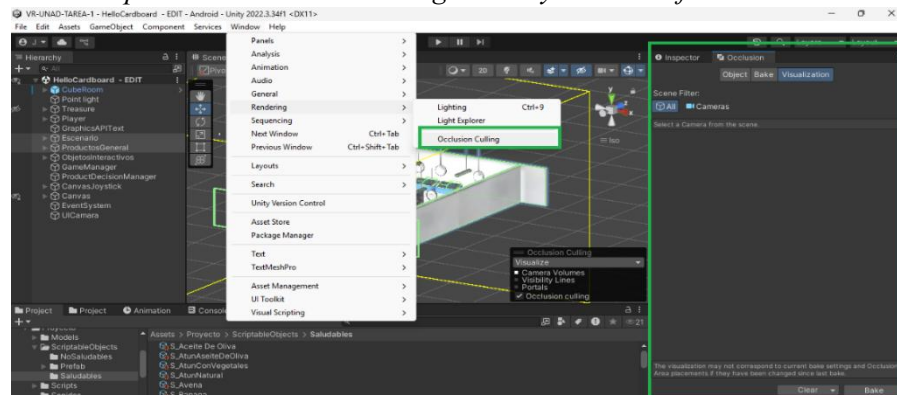 VR-UNAD-TAREA-1 - HelloCardboard - EDIT - Android - Unity 2022.3.34f1 <DX11>
File Edit Assets GameObject Component Services Window Help
Hierarchy
Scene
All
HelloCardboard - EDIT
CubeRoom
Point light
Treasure
Player
GraphicsAPIText
Escenario
ProductosGeneral
ObjetosInteractivos
GameManager
ProductDecisionManager
CanvasJoystick
Canvas
EventSystem
UICamera
Panels
Analysis
Animation
Audio
General
Rendering
Sequencing
Next Window Ctrl+Tab
Previous Window Ctrl+Shift+Tab
Layouts
Search
Unity Version Control
Asset Store
Package Manager
Text
TextMeshPro
Asset Management
UI Toolkit
Visual Scripting
Lighting Ctrl+9
Light Explorer
Occlusion Culling
20
y
x
Iso
Occlusion Culling
Visualize
Camera Volumes
Visibility Lines
Portals
Occlusion culling
Inspector Occlusion
Object Bake Visualization
Scene Filter:
All Cameras
Select a Camera from the scene.
The visualization may not correspond to current bake settings and Occlusion
Area placements if they have been changed since last bake.
Clear Bake
Project Project Animation Console
21
Models
ScriptableObjects
NoSaludables
Prefab
Saludables
Scripts
Assets > Proyecto > ScriptableObjects > Saludables
S_Aceite De Oliva
S_AtunAseiteDeOliva
S_AtunConVegetales
S_AtunNatural
S_Avena